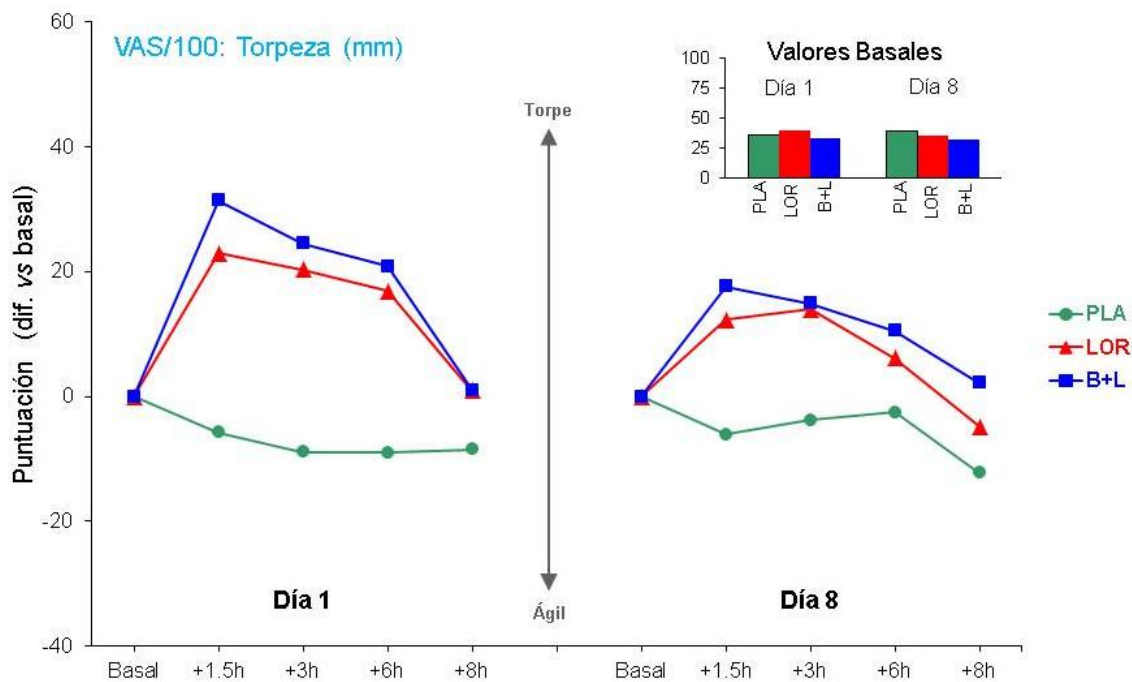 VAS/100: Torpeza (mm)
Puntuación (dif. vs basal)
60
40
20
0
-20
-40
Torpe
Ágil
Valores Basales
Día 1 Día 8
100
75
50
25
0
PLA LOR B+L PLA LOR B+L
PLA
LOR
B+L
Día 1 Día 8
Basal +1.5h +3h +6h +8h Basal +1.5h +3h +6h +8h